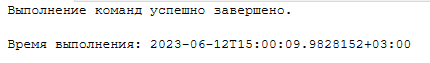 Выполнение команд успешно завершено.
Время выполнения: 2023-06-12T15:00:09.9828152+03:00